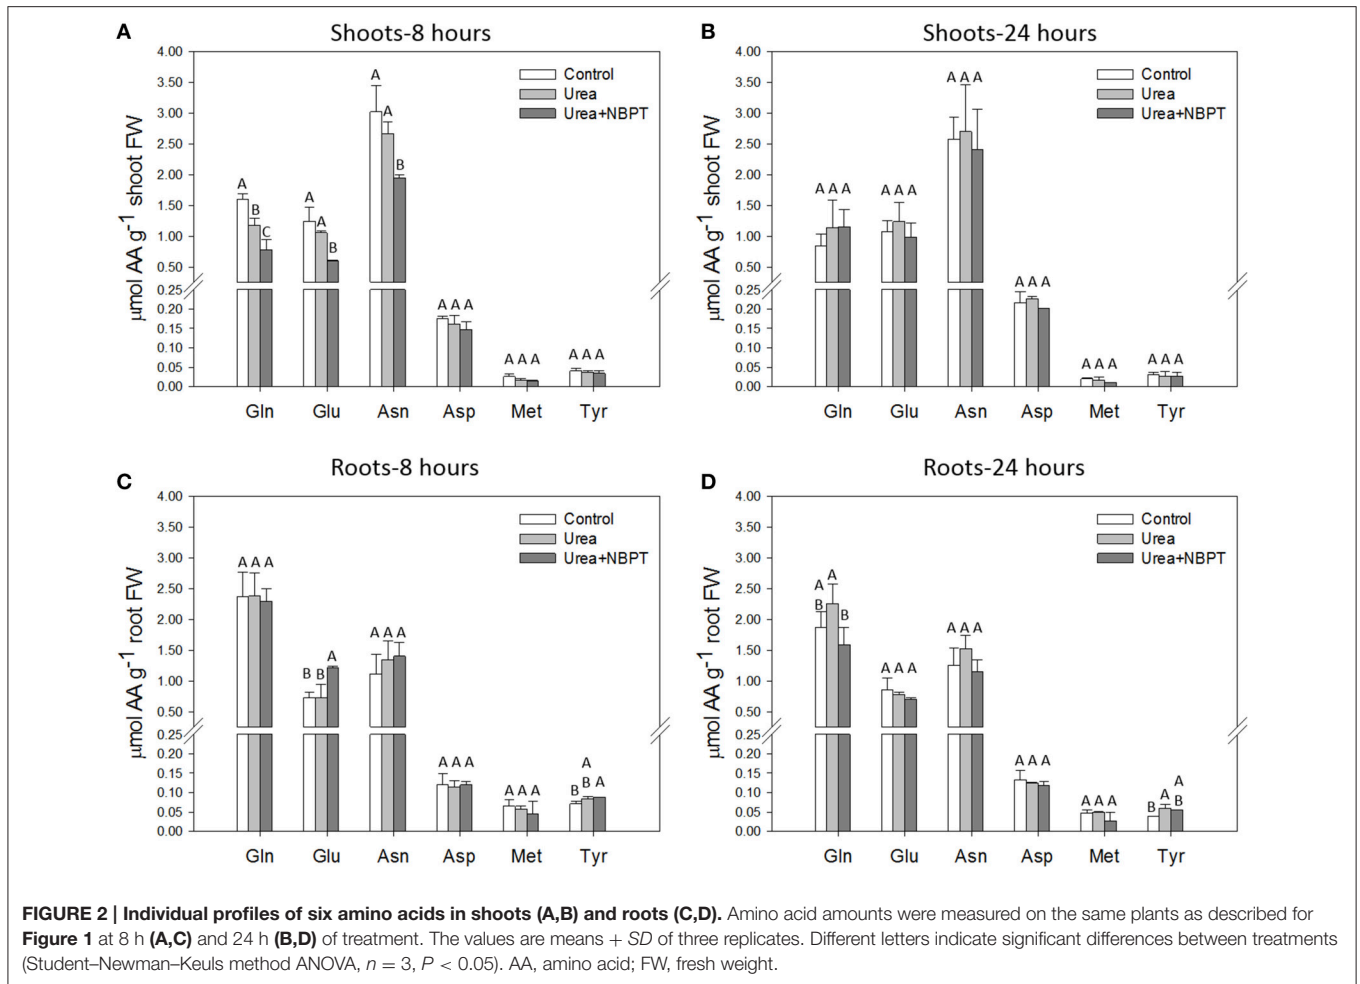 A Shoots-8 hours
4.00
3.50
3.00
2.50
2.00
1.50
1.00
0.50
0.25
0.20
0.15
0.10
0.05
0.00
µmol AA g⁻¹ shoot FW
Control
Urea
Urea+NBPT
A B C
A A B
A A B
A A A
A A A
A A A
Gln Glu Asn Asp Met Tyr
B Shoots-24 hours
4.00
3.50
3.00
2.50
2.00
1.50
1.00
0.50
0.25
0.20
0.15
0.10
0.05
0.00
µmol AA g⁻¹ shoot FW
Control
Urea
Urea+NBPT
A A A
A A A
A A A
A A A
A A A
A A A
Gln Glu Asn Asp Met Tyr
C Roots-8 hours
4.00
3.50
3.00
2.50
2.00
1.50
1.00
0.50
0.25
0.20
0.15
0.10
0.05
0.00
µmol AA g⁻¹ root FW
Control
Urea
Urea+NBPT
A A A
B B A
A A A
A A A
A A A
A
B B A
Gln Glu Asn Asp Met Tyr
D Roots-24 hours
4.00
3.50
3.00
2.50
2.00
1.50
1.00
0.50
0.25
0.20
0.15
0.10
0.05
0.00
µmol AA g⁻¹ root FW
Control
Urea
Urea+NBPT
A A
B B
A A A
A A A
A A A
A A A
A A
B B
Gln Glu Asn Asp Met Tyr
FIGURE 2 | Individual profiles of six amino acids in shoots (A,B) and roots (C,D). Amino acid amounts were measured on the same plants as described for
Figure 1 at 8 h (A,C) and 24 h (B,D) of treatment. The values are means + SD of three replicates. Different letters indicate significant differences between treatments
(Student–Newman–Keuls method ANOVA, n = 3, P < 0.05). AA, amino acid; FW, fresh weight.